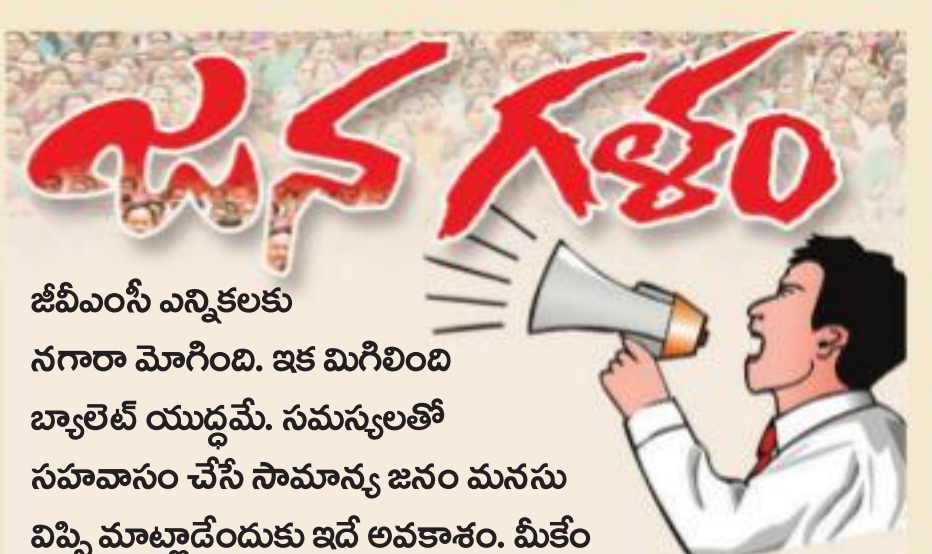 జన గళం
జీవీఎంసీ ఎన్నికలకు
నగారా మోగింది. ఇక మిగిలింది
బ్యాలెట్ యుద్ధమే. సమస్యలతో
సహవాసం చేసే సామాన్య జనం మనసు
విప్పి మాట్లాడేందుకు ఇదే అవకాశం. మీకేం